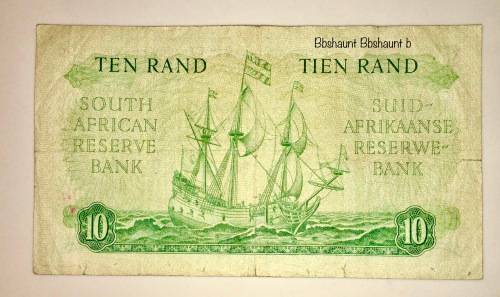 Bbshaunt Bbshaunt b
TEN RAND
TIEN RAND
SOUTH
AFRICAN
RESERVE
BANK
SUID-
AFRIKAANSE
RESERWE-
BANK
10
10